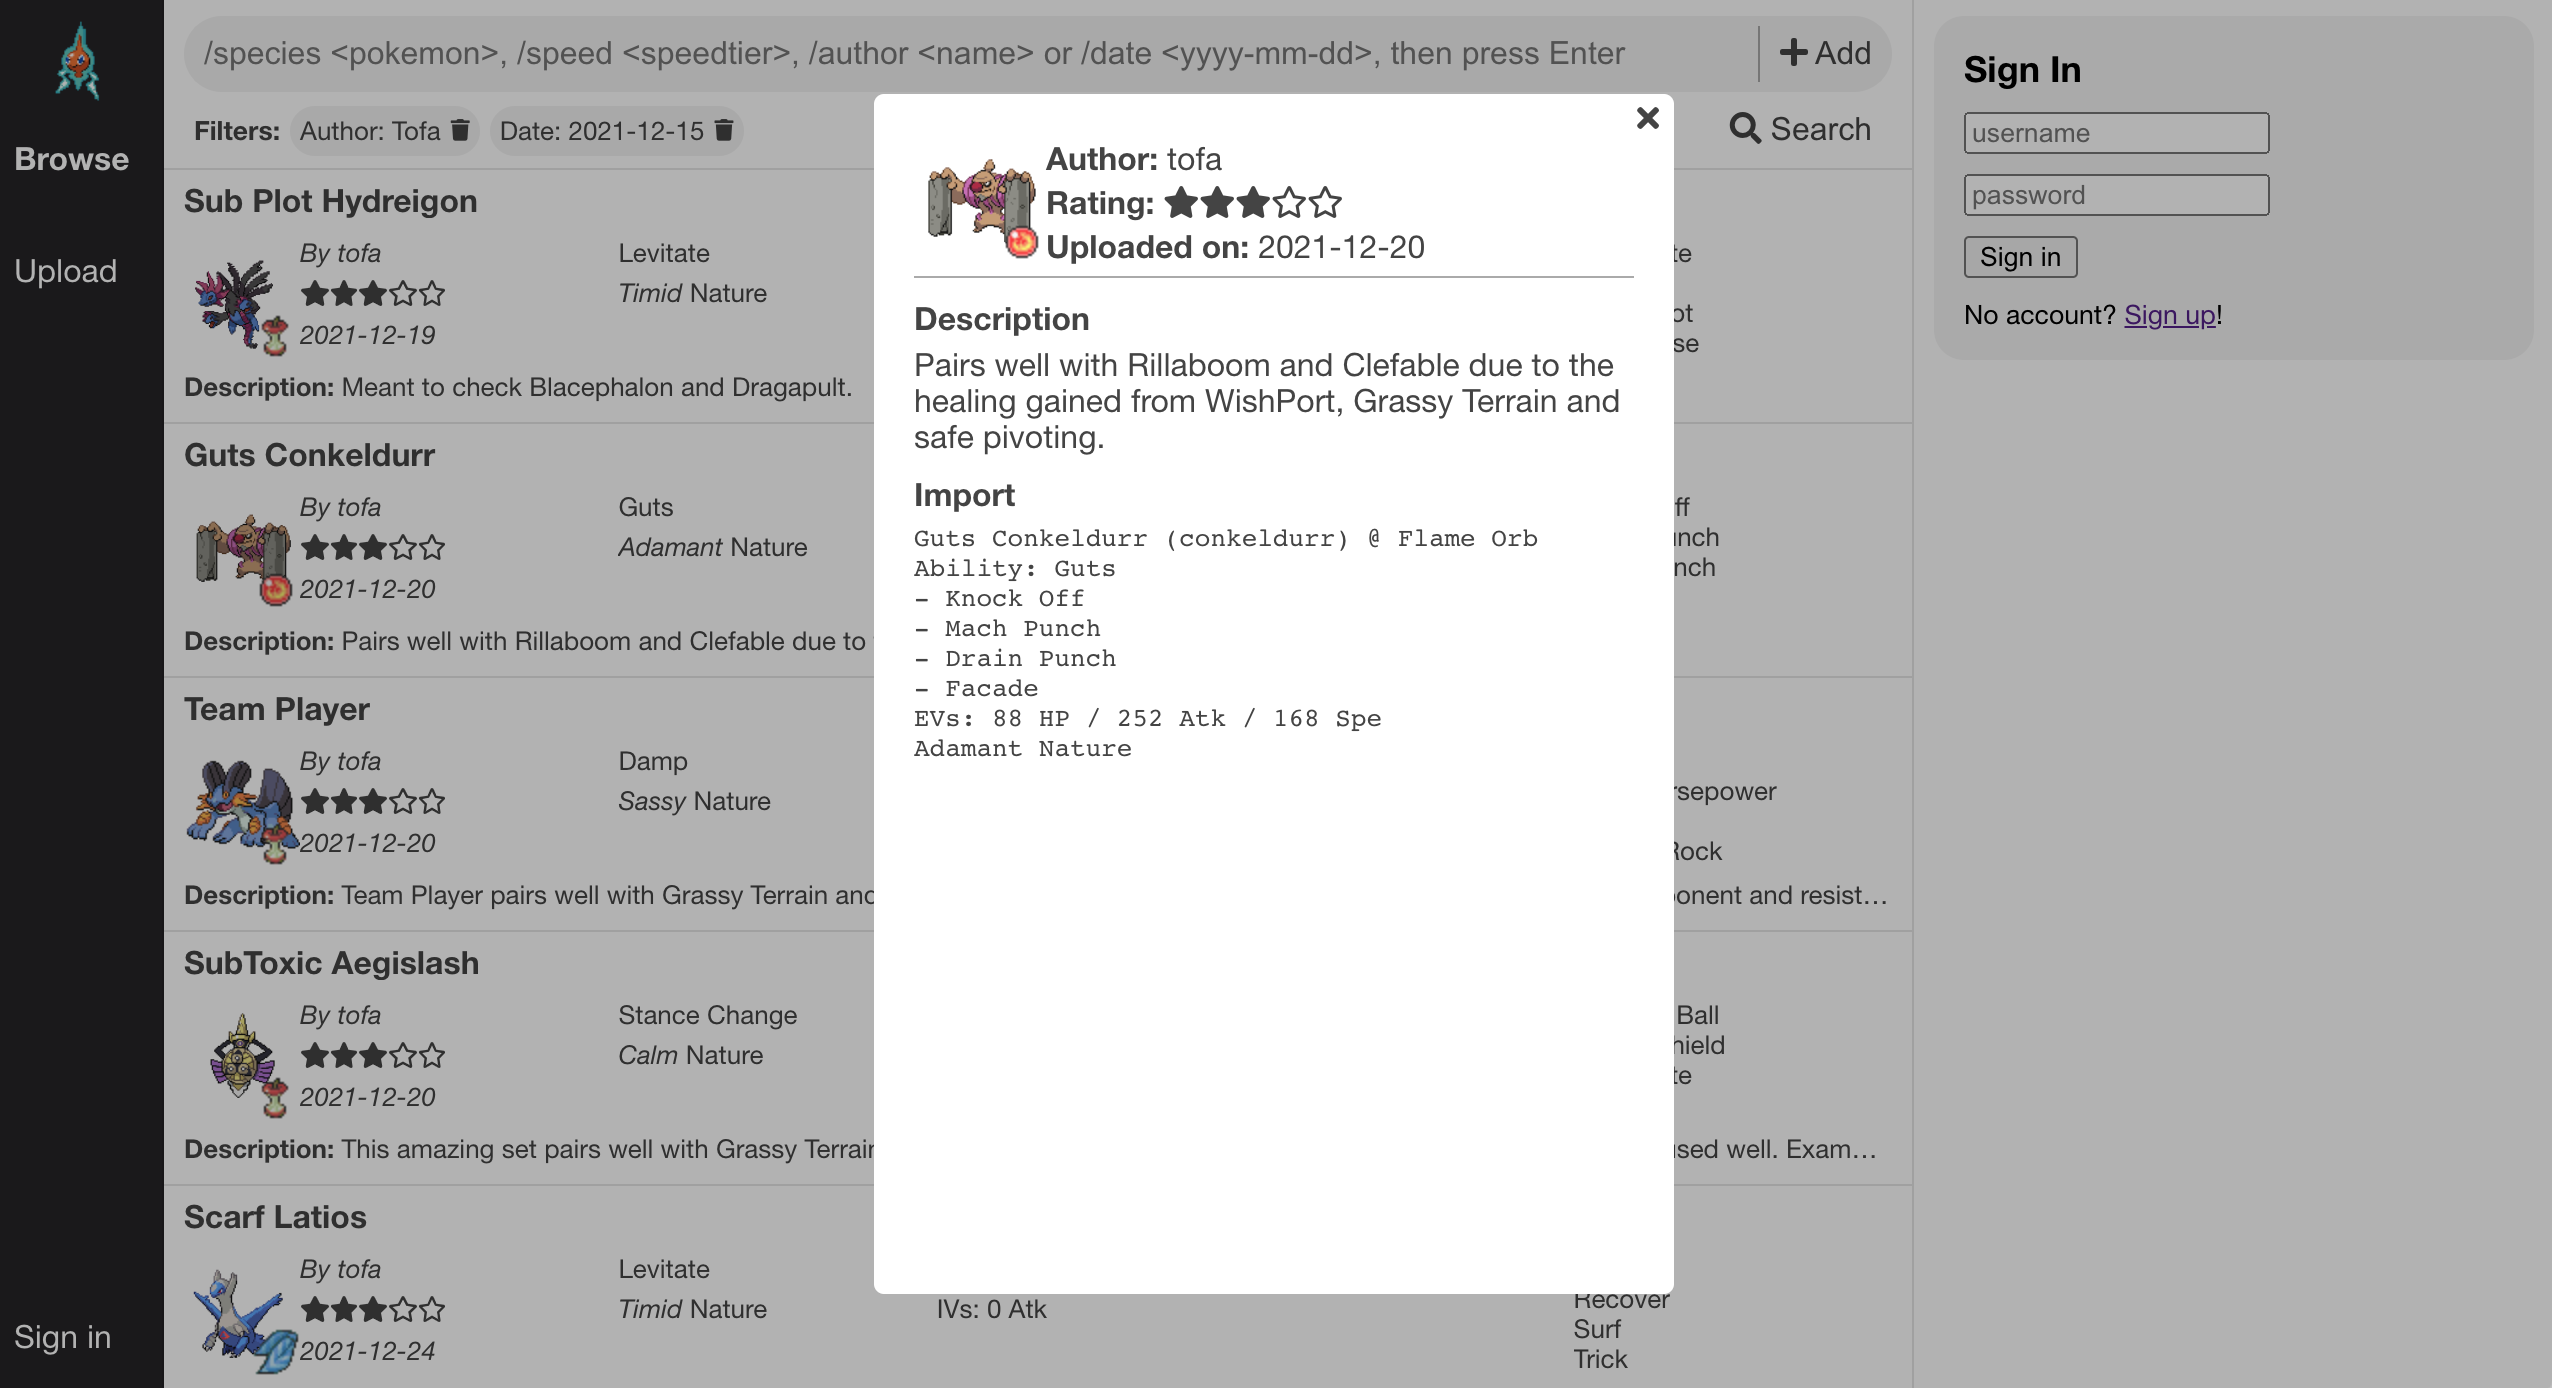 Browse
Upload
Sign in
/species <pokemon>, /speed <speedtier>, /author <name> or /date <yyyy-mm-dd>, then press Enter
Add
Filters: Author: Tofa Date: 2021-12-15
Search
Sub Plot Hydreigon
By tofa
2021-12-19
Levitate
Timid Nature
Description: Meant to check Blacephalon and Dragapult.
Guts Conkeldurr
By tofa
2021-12-20
Guts
Adamant Nature
Description: Pairs well with Rillaboom and Clefable due to
Team Player
By tofa
2021-12-20
Damp
Sassy Nature
Description: Team Player pairs well with Grassy Terrain and
onent and resist…
SubToxic Aegislash
By tofa
2021-12-20
Stance Change
Calm Nature
Ball
Description: This amazing set pairs well with Grassy Terrain
used well. Exam…
Scarf Latios
By tofa
2021-12-24
Levitate
Timid Nature
IVs: 0 Atk
Recover
Surf
Trick
Author: tofa
Rating:
Uploaded on: 2021-12-20
Description
Pairs well with Rillaboom and Clefable due to the
healing gained from WishPort, Grassy Terrain and
safe pivoting.
Import
Guts Conkeldurr (conkeldurr) @ Flame Orb
Ability: Guts
- Knock Off
- Mach Punch
- Drain Punch
- Facade
EVs: 88 HP / 252 Atk / 168 Spe
Adamant Nature
Sign In
username
password
Sign in
No account? Sign up!